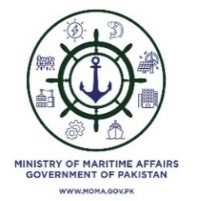 MINISTRY OF MARITIME AFFAIRS
GOVERNMENT OF PAKISTAN
WWW.MOMA.GOV.PK